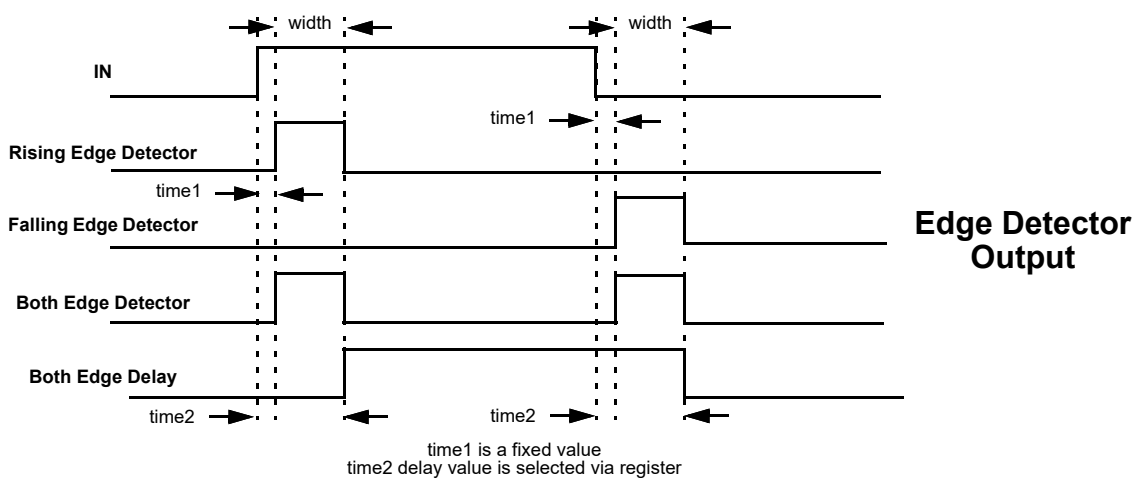 width
width
IN
time1
Rising Edge Detector
time1
Falling Edge Detector
Edge Detector
Output
Both Edge Detector
Both Edge Delay
time2
time2
time1 is a fixed value
time2 delay value is selected via register